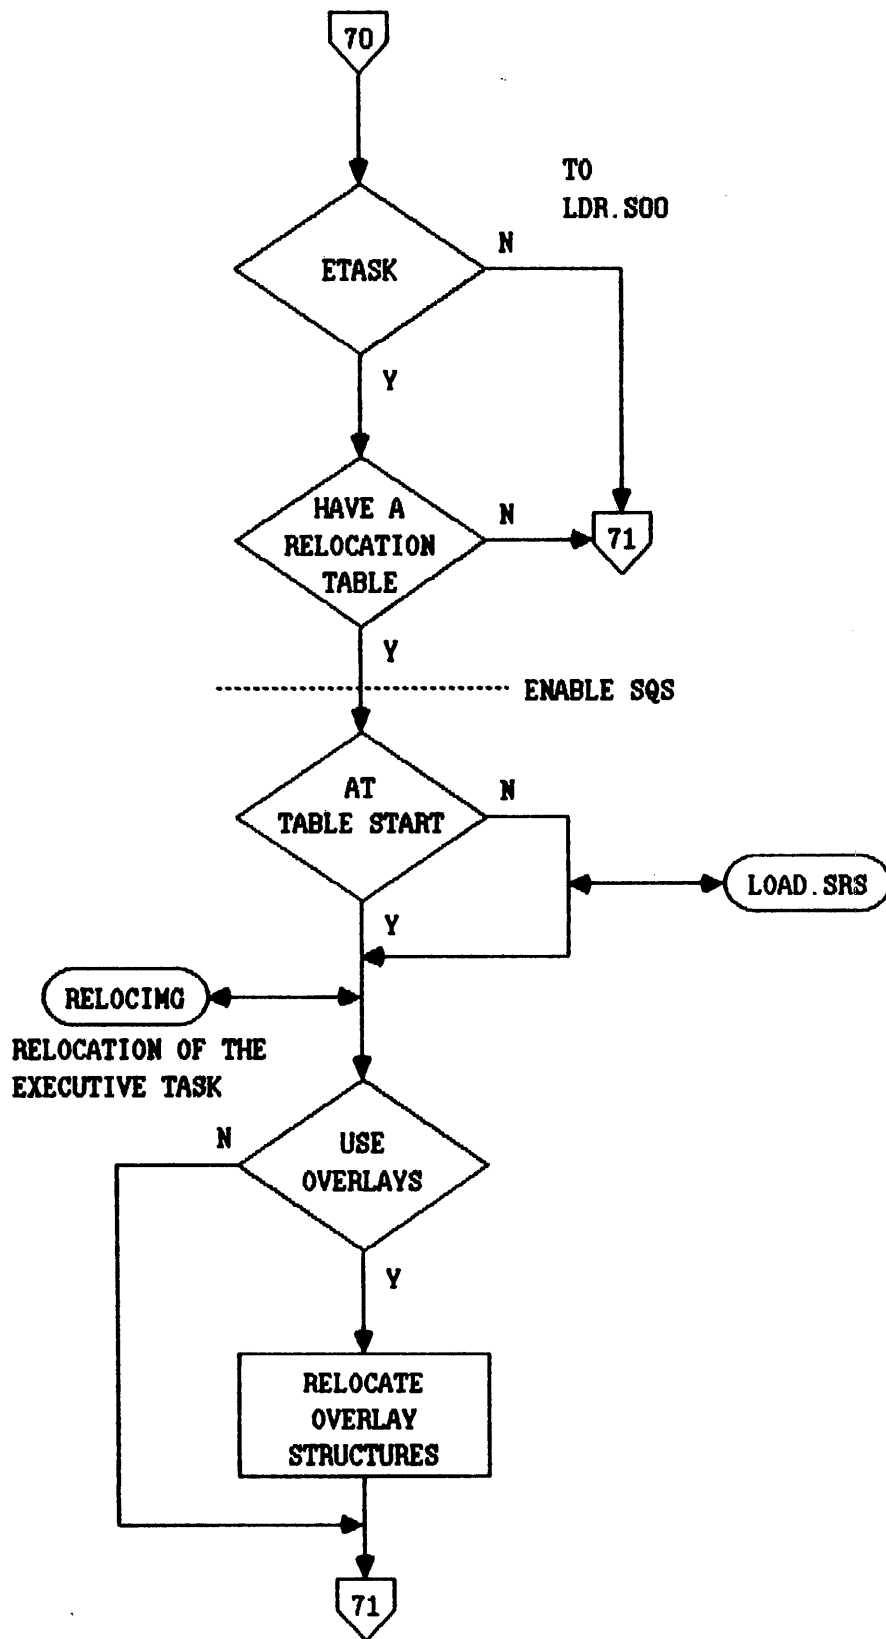 70
TO
LDR.S00
N
ETASK
Y
HAVE A
RELOCATION
TABLE
N
71
Y
ENABLE SQS
AT
TABLE START
N
LOAD.SRS
Y
RELOCIMG
RELOCATION OF THE
EXECUTIVE TASK
N
USE
OVERLAYS
Y
RELOCATE
OVERLAY
STRUCTURES
71